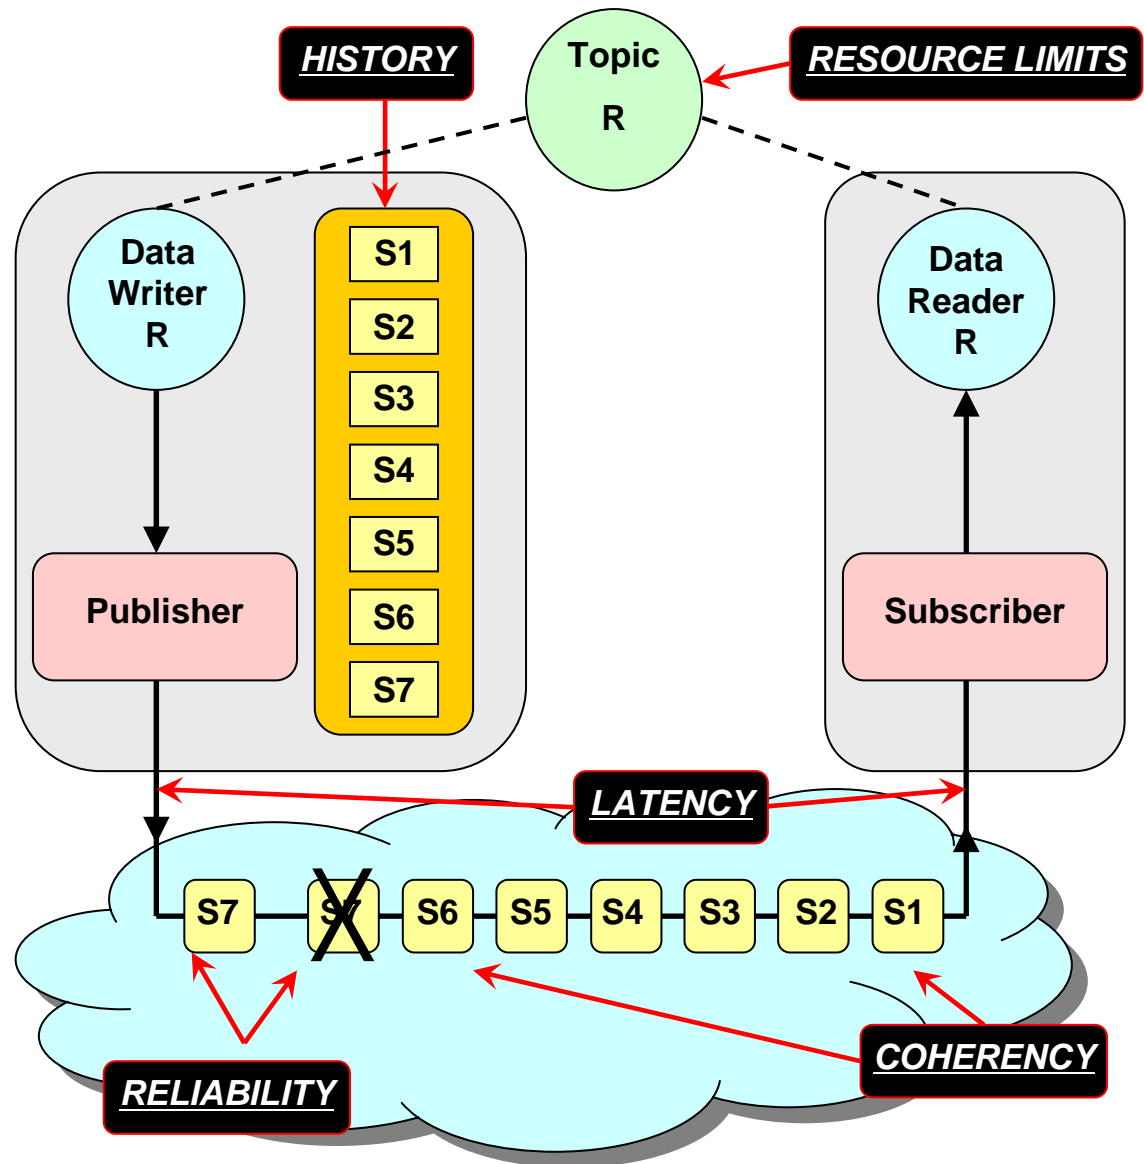 HISTORY
Topic
R
RESOURCE LIMITS
Data
Writer
R
S1
S2
S3
S4
S5
S6
S7
Data
Reader
R
Publisher
Subscriber
LATENCY
S7
S7
S6
S5
S4
S3
S2
S1
RELIABILITY
COHERENCY